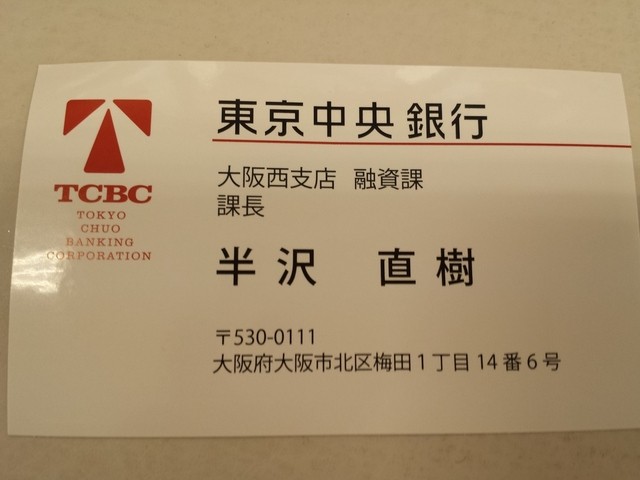 東京中央銀行
TCBC
TOKYO
CHUO
BANKING
CORPORATION
大阪西支店 融資課
課長
半沢 直樹
〒530-0111
大阪府大阪市北区梅田1丁目14番6号